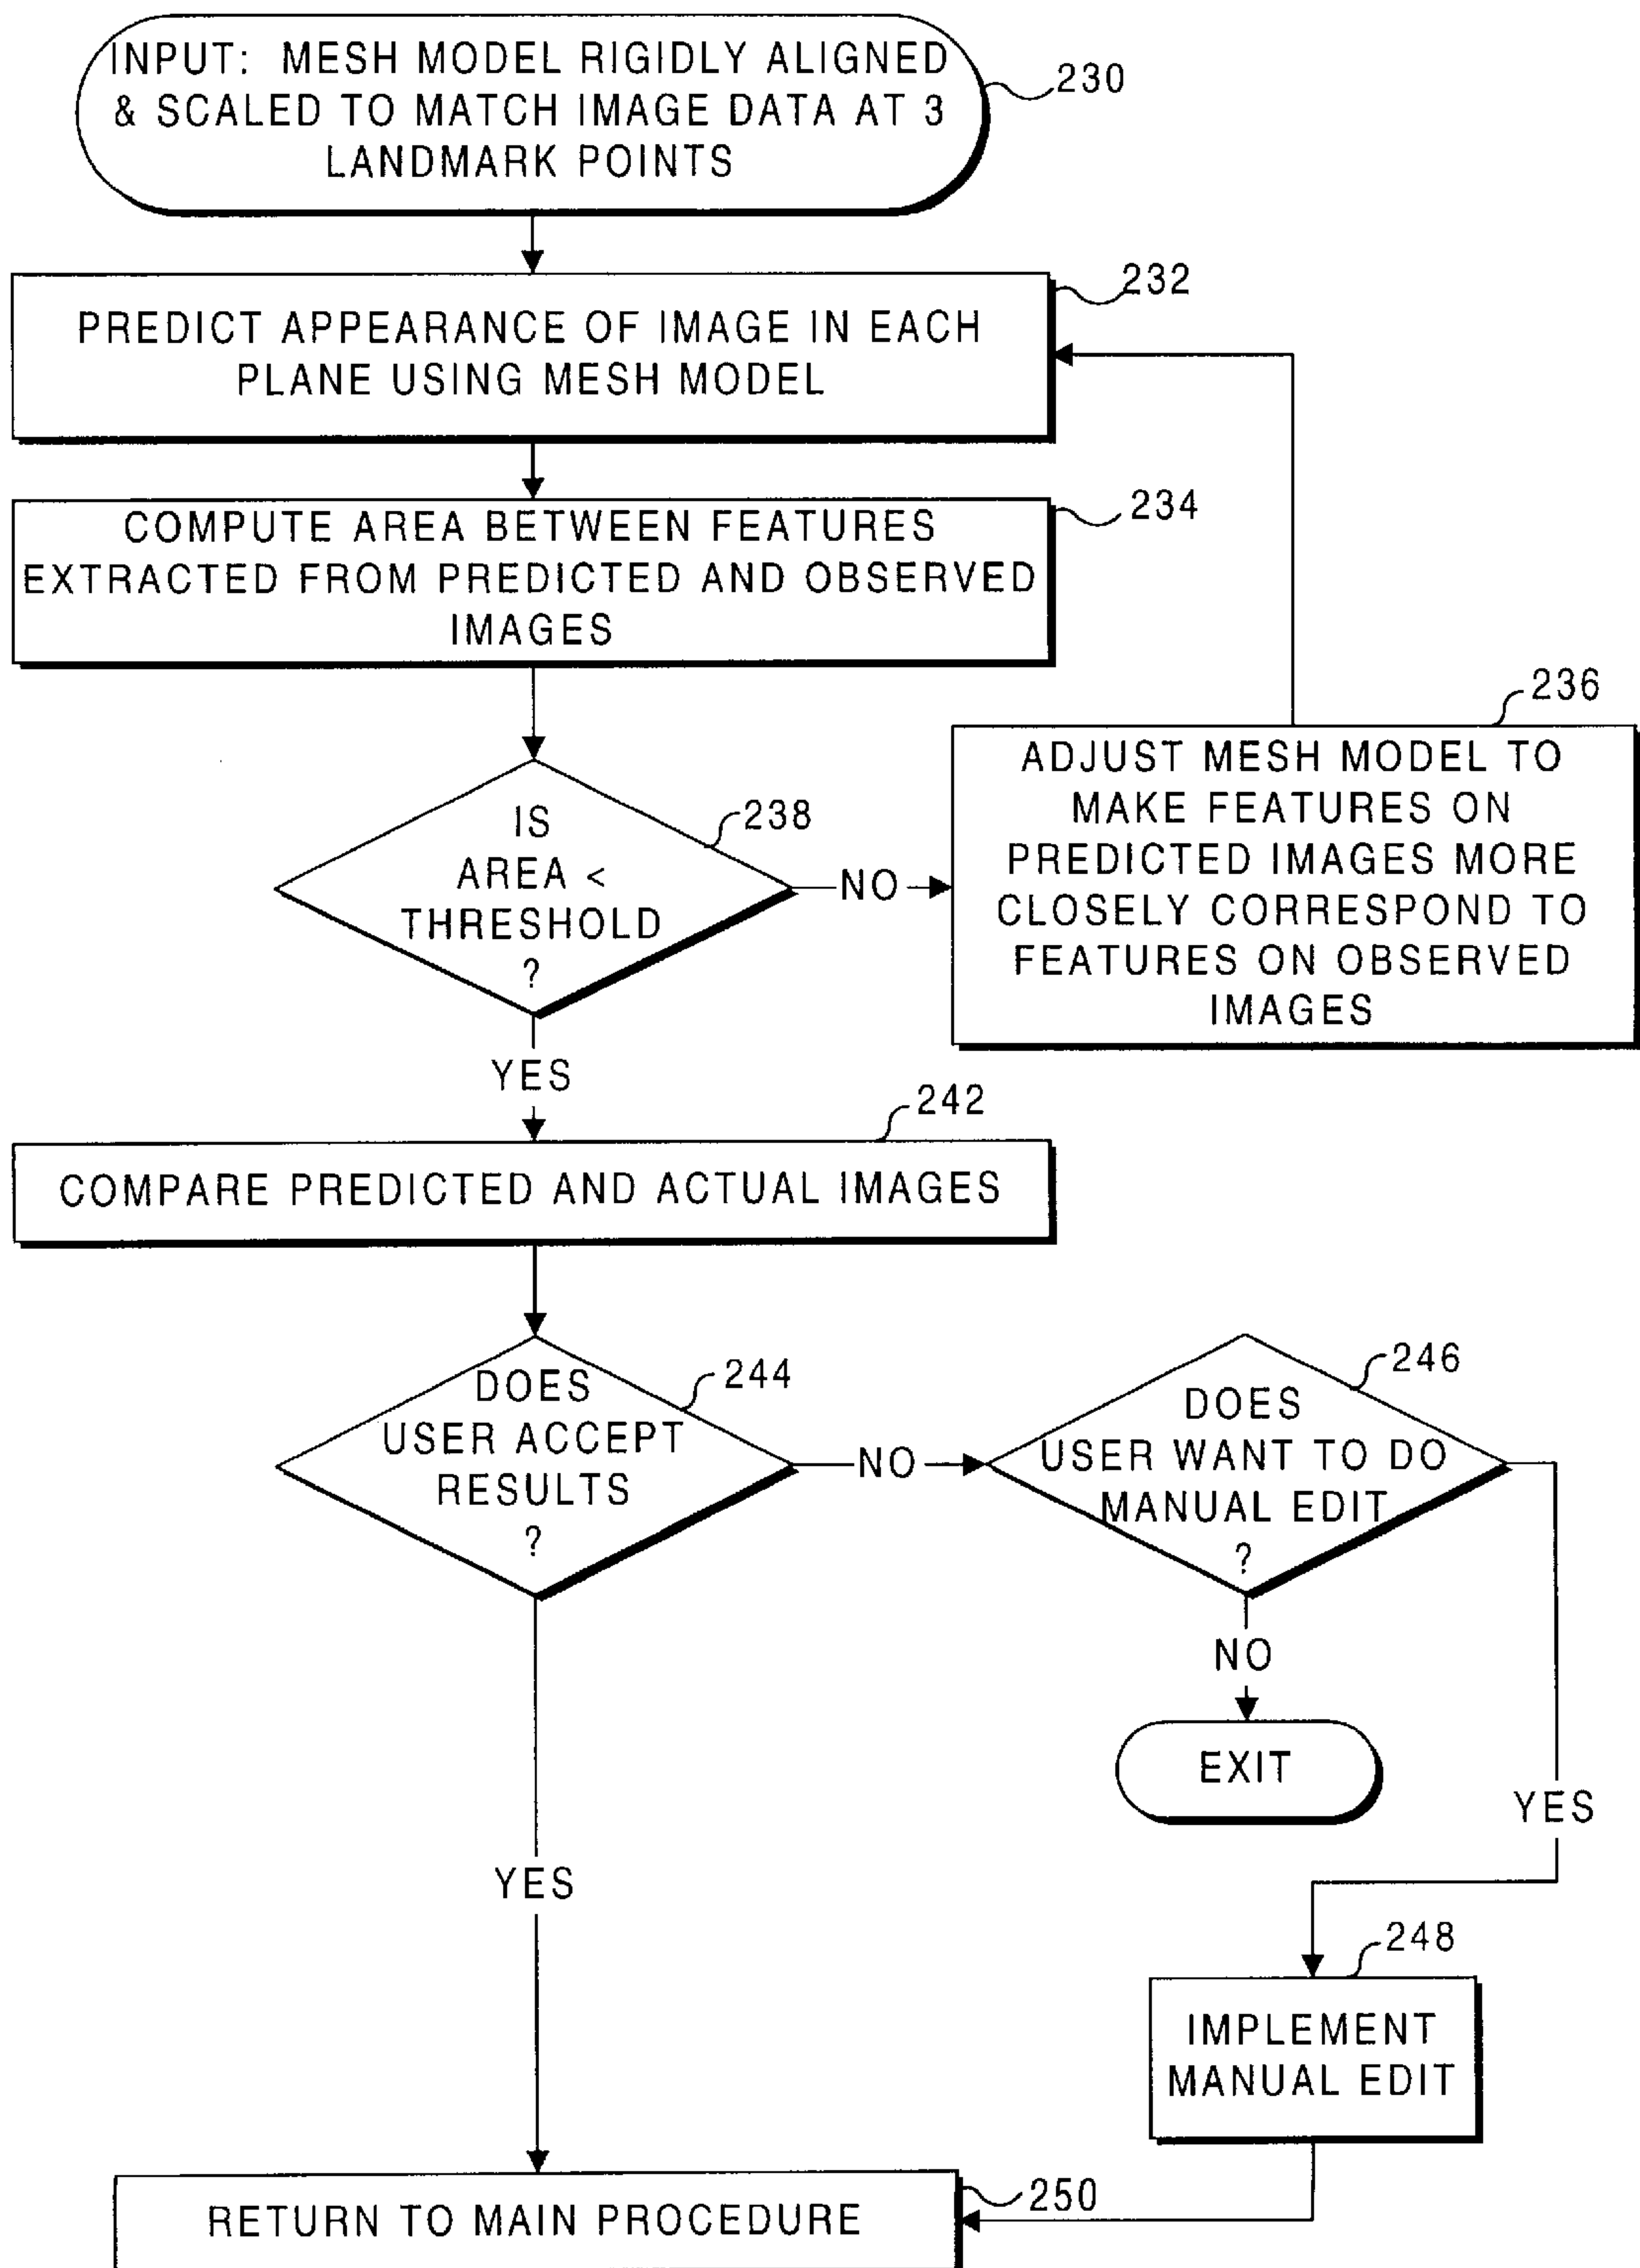 INPUT: MESH MODEL RIGIDLY ALIGNED
& SCALED TO MATCH IMAGE DATA AT 3
LANDMARK POINTS
230
232
PREDICT APPEARANCE OF IMAGE IN EACH
PLANE USING MESH MODEL
234
COMPUTE AREA BETWEEN FEATURES
EXTRACTED FROM PREDICTED AND OBSERVED
IMAGES
236
ADJUST MESH MODEL TO
MAKE FEATURES ON
PREDICTED IMAGES MORE
CLOSELY CORRESPOND TO
FEATURES ON OBSERVED
IMAGES
238
IS
AREA <
THRESHOLD
?
NO
YES
242
COMPARE PREDICTED AND ACTUAL IMAGES
244
DOES
USER ACCEPT
RESULTS
?
NO
246
DOES
USER WANT TO DO
MANUAL EDIT
?
NO
EXIT
YES
YES
248
IMPLEMENT
MANUAL EDIT
250
RETURN TO MAIN PROCEDURE